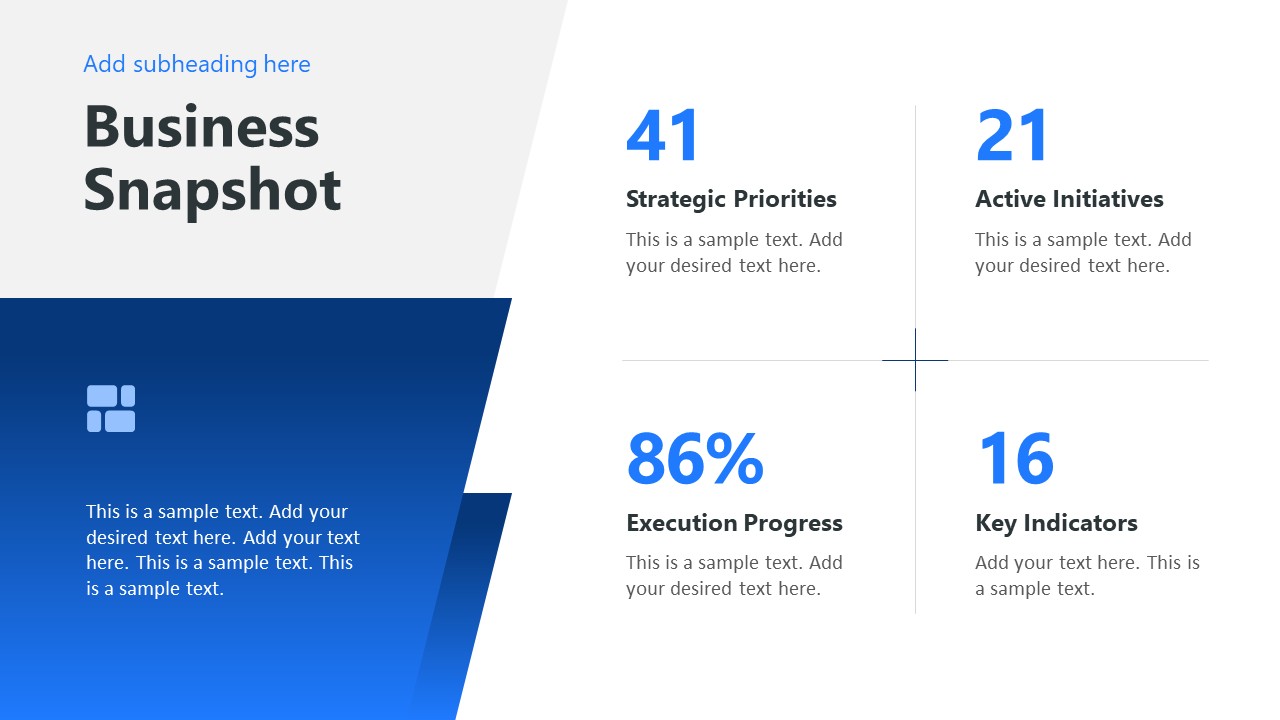 Add subheading here
Business
Snapshot
This is a sample text. Add your
desired text here. Add your text
here. This is a sample text. This
is a sample text.
41
Strategic Priorities
This is a sample text. Add
your desired text here.
21
Active Initiatives
This is a sample text. Add
your desired text here.
86%
Execution Progress
This is a sample text. Add
your desired text here.
16
Key Indicators
Add your text here. This is
a sample text.